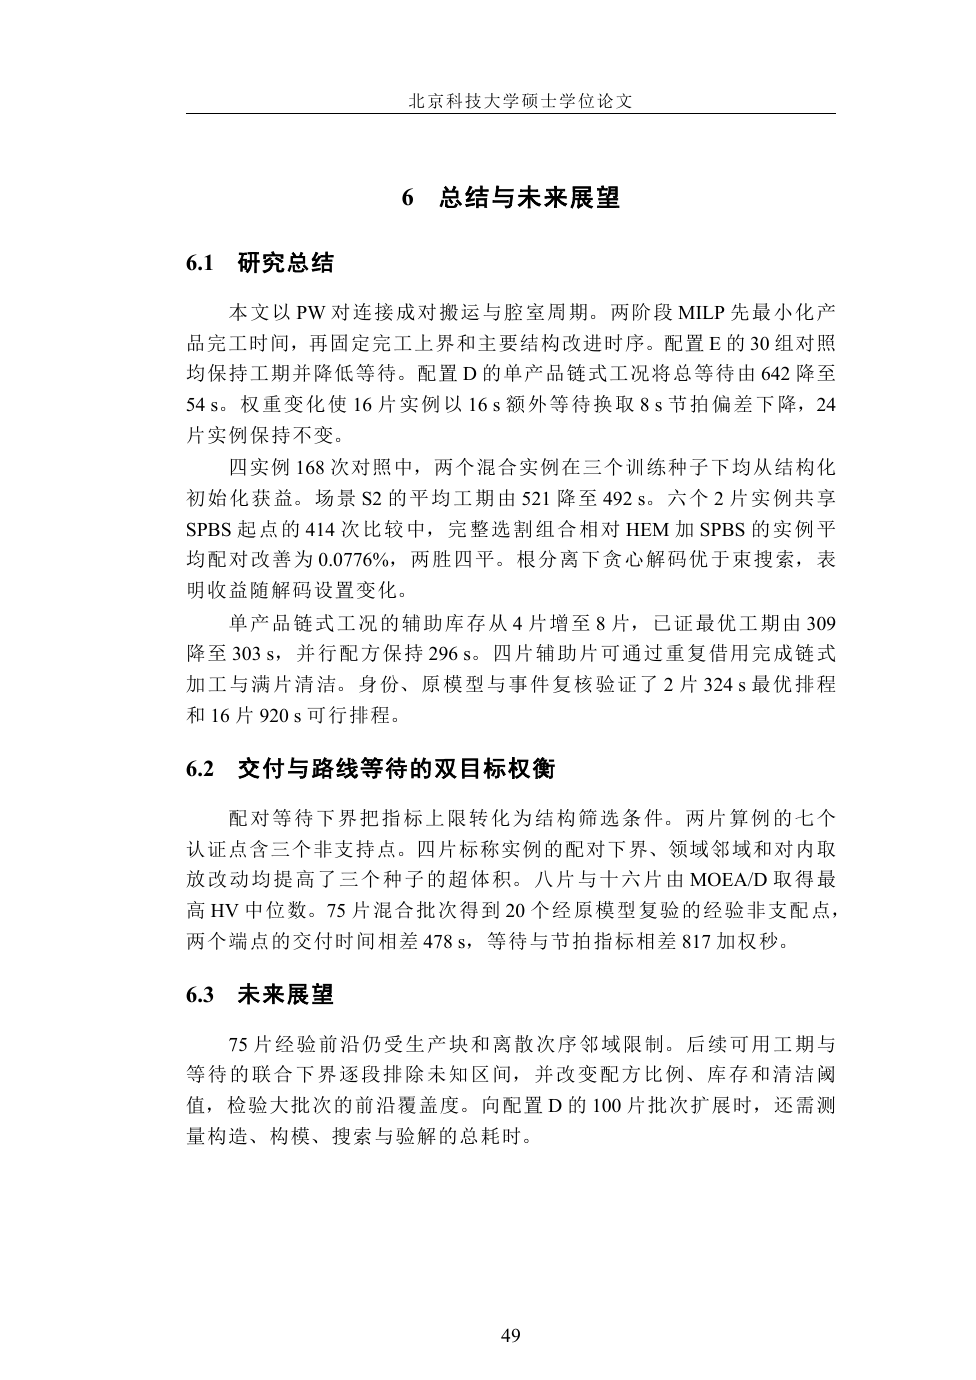 北京科技大学硕士学位论文
6 总结与未来展望
6.1 研究总结
本文以 PW 对连接成对搬运与腔室周期。两阶段 MILP 先最小化产
品完工时间，再固定完工上界和主要结构改进时序。配置 E 的 30 组对照
均保持工期并降低等待。配置 D 的单产品链式工况将总等待由 642 降至
54 s。权重变化使 16 片实例以 16 s 额外等待换取 8 s 节拍偏差下降，24
片实例保持不变。
四实例 168 次对照中，两个混合实例在三个训练种子下均从结构化
初始化获益。场景 S2 的平均工期由 521 降至 492 s。六个 2 片实例共享
SPBS 起点的 414 次比较中，完整选割组合相对 HEM 加 SPBS 的实例平
均配对改善为 0.0776%，两胜四平。根分离下贪心解码优于束搜索，表
明收益随解码设置变化。
单产品链式工况的辅助库存从 4 片增至 8 片，已证最优工期由 309
降至 303 s，并行配方保持 296 s。四片辅助片可通过重复借用完成链式
加工与满片清洁。身份、原模型与事件复核验证了 2 片 324 s 最优排程
和 16 片 920 s 可行排程。
6.2 交付与路线等待的双目标权衡
配对等待下界把指标上限转化为结构筛选条件。两片算例的七个
认证点含三个非支持点。四片标称实例的配对下界、领域邻域和对内取
放改动均提高了三个种子的超体积。八片与十六片由 MOEA/D 取得最
高 HV 中位数。75 片混合批次得到 20 个经原模型复验的经验非支配点，
两个端点的交付时间相差 478 s，等待与节拍指标相差 817 加权秒。
6.3 未来展望
75 片经验前沿仍受生产块和离散次序邻域限制。后续可用工期与
等待的联合下界逐段排除未知区间，并改变配方比例、库存和清洁阈
值，检验大批次的前沿覆盖度。向配置 D 的 100 片批次扩展时，还需测
量构造、构模、搜索与验解的总耗时。
49